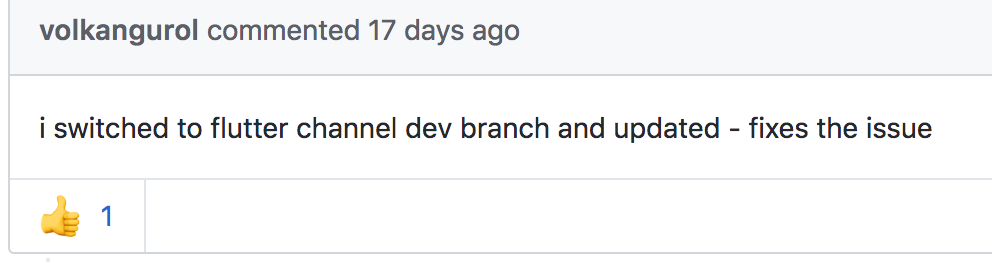 volkangurol commented 17 days ago
i switched to flutter channel dev branch and updated - fixes the issue
1